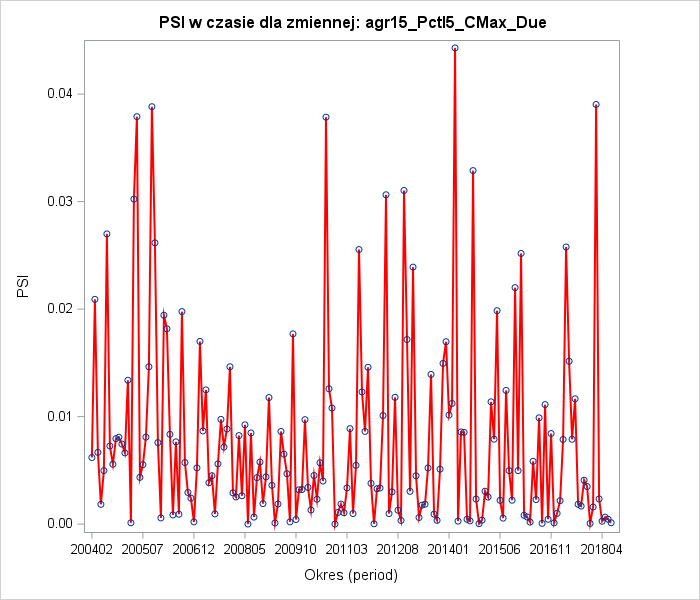 PSI w czasie dla zmiennej: agr15_Pctl5_CMax_Due
0.04
0.03
0.02
0.01
0.00
PSI
200402 200507 200612 200805 200910 201103 201208 201401 201506 201611 201804
Okres (period)